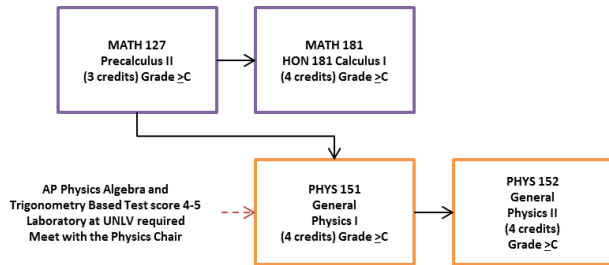 MATH 127
Precalculus II
(3 credits) Grade ≥C
MATH 181
HON 181 Calculus I
(4 credits) Grade ≥C
AP Physics Algebra and
Trigonometry Based Test score 4-5
Laboratory at UNLV required
Meet with the Physics Chair
PHYS 151
General
Physics I
(4 credits) Grade ≥C
PHYS 152
General
Physics II
(4 credits)
Grade ≥C